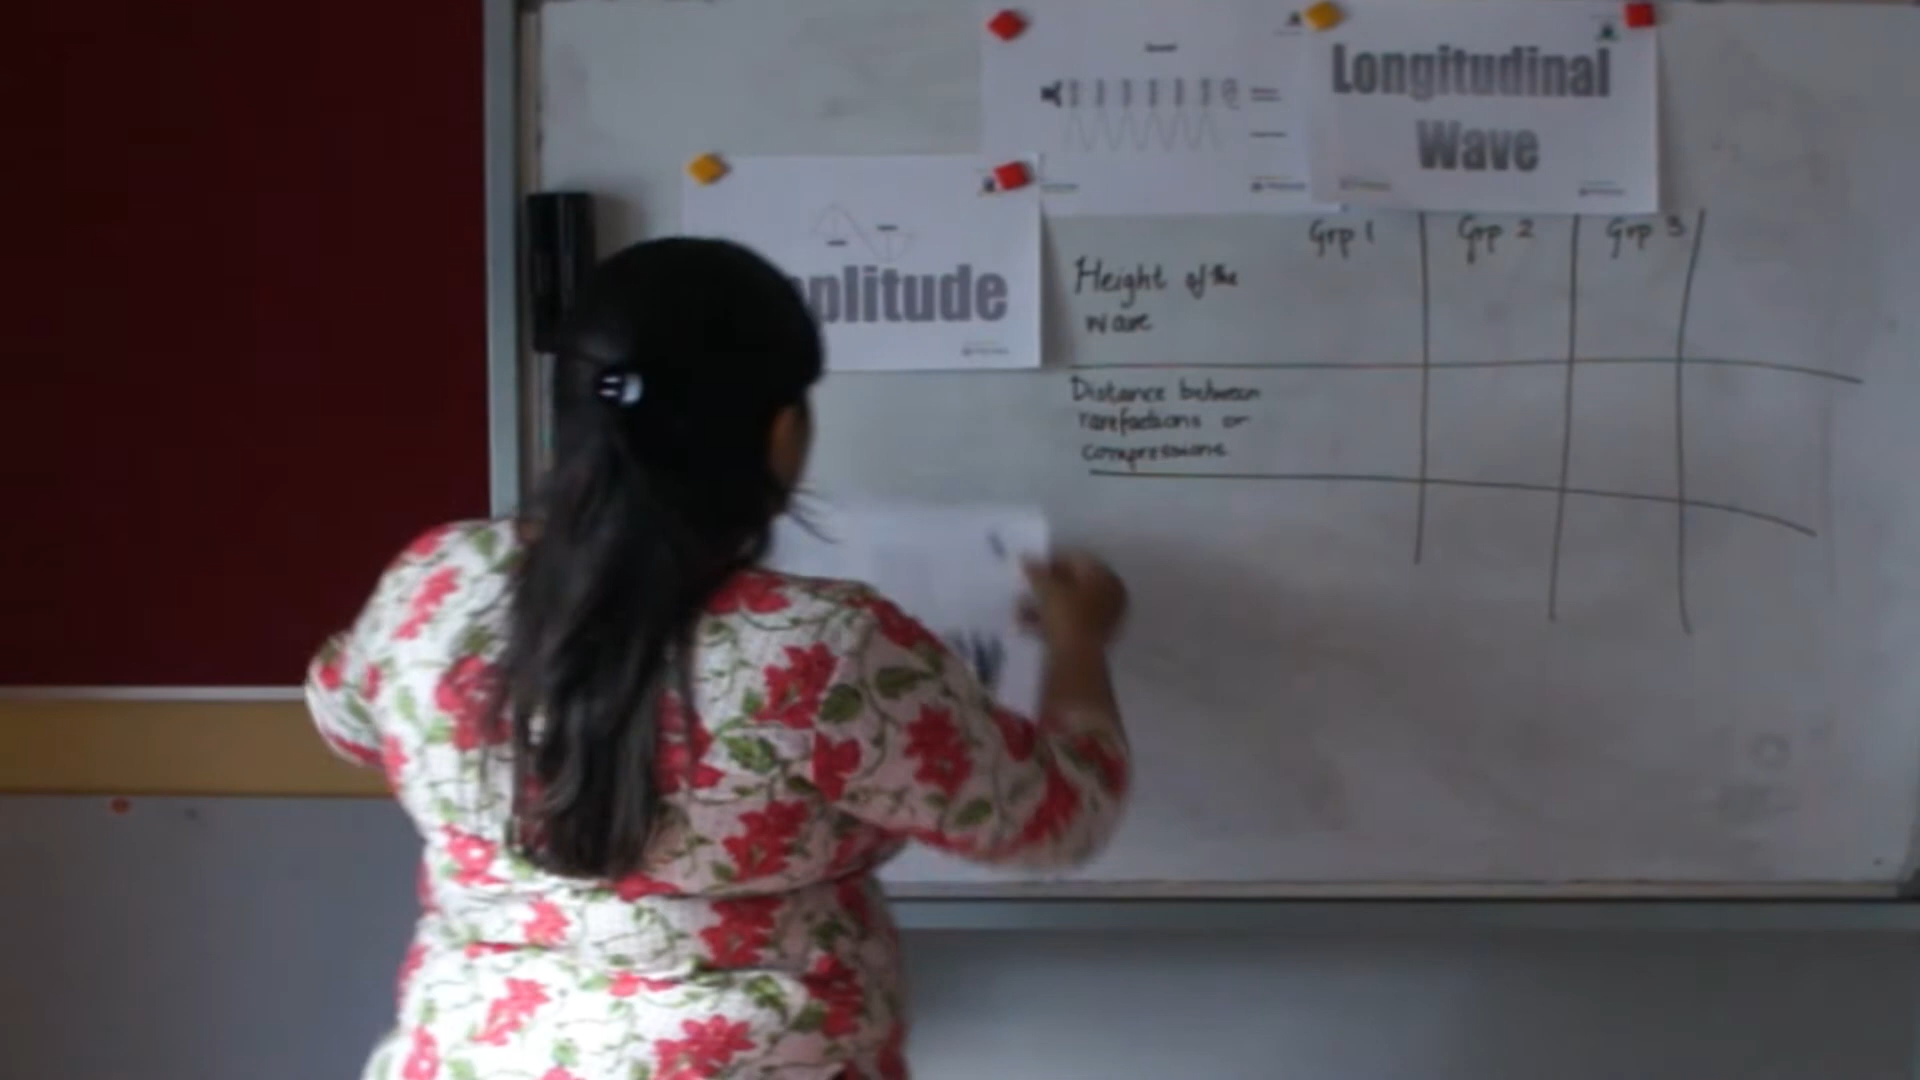 Longitudinal
Wave
plitude
Grp 1
Grp 2
Grp 3
Height of the
wave
Distance between
rarefactions or
compressions